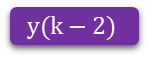 y(k – 2)